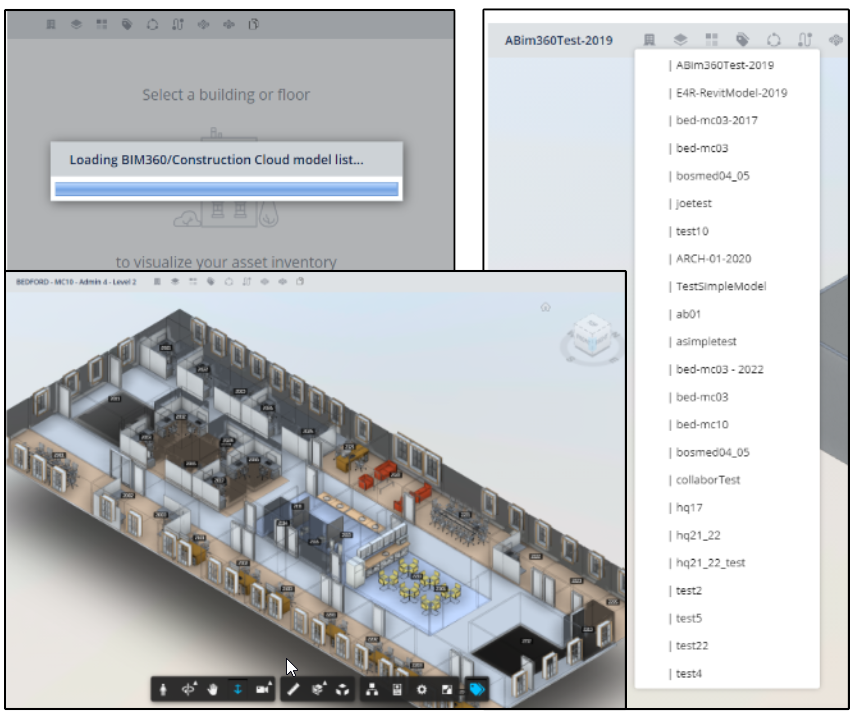 Select a building or floor
Loading BIM360/Construction Cloud model list...
to visualize your asset inventory
ABim360Test-2019
| ABim360Test-2019
| E4R-RevitModel-2019
| bed-mc03-2017
| bed-mc03
| bosmed04_05
| joetest
| test10
| ARCH-01-2020
| TestSimpleModel
| ab01
| asimpletest
| bed-mc03 - 2022
| bed-mc03
| bed-mc10
| bosmed04_05
| collaborTest
| hq17
| hq21_22
| hq21_22_test
| test2
| test5
| test22
| test4
BEDFORD - MC10 - Admin 4 - Level 2